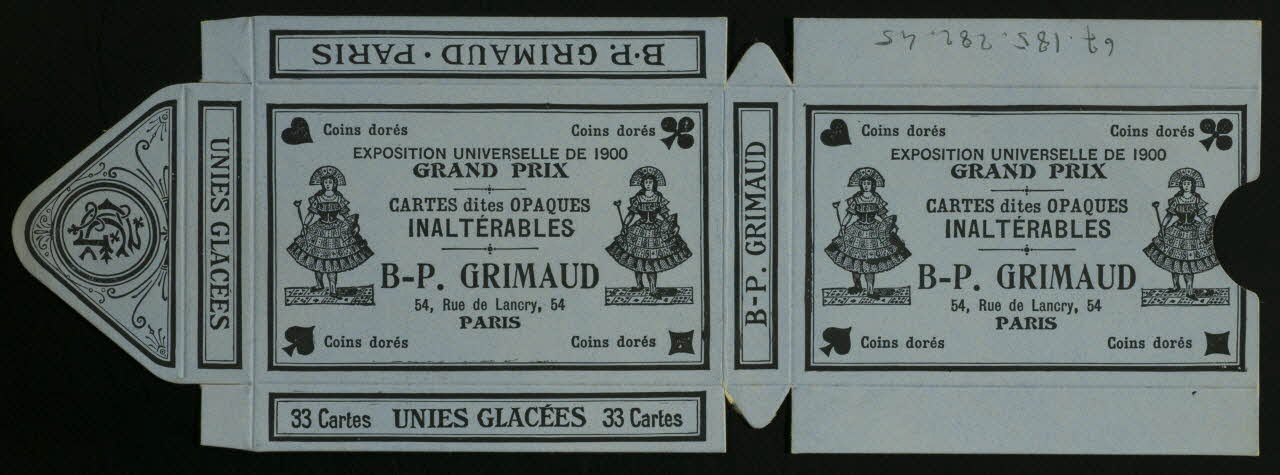 B·P. GRIMAUD · PARIS
67.185.282.45
UNIES GLACÉES
Coins dorés Coins dorés
EXPOSITION UNIVERSELLE DE 1900
GRAND PRIX
CARTES dites OPAQUES
INALTÉRABLES
B-P. GRIMAUD
54, Rue de Lancry, 54
PARIS
Coins dorés Coins dorés
B-P. GRIMAUD
Coins dorés Coins dorés
EXPOSITION UNIVERSELLE DE 1900
GRAND PRIX
CARTES dites OPAQUES
INALTÉRABLES
B-P. GRIMAUD
54, Rue de Lancry, 54
PARIS
Coins dorés Coins dorés
33 Cartes UNIES GLACÉES 33 Cartes